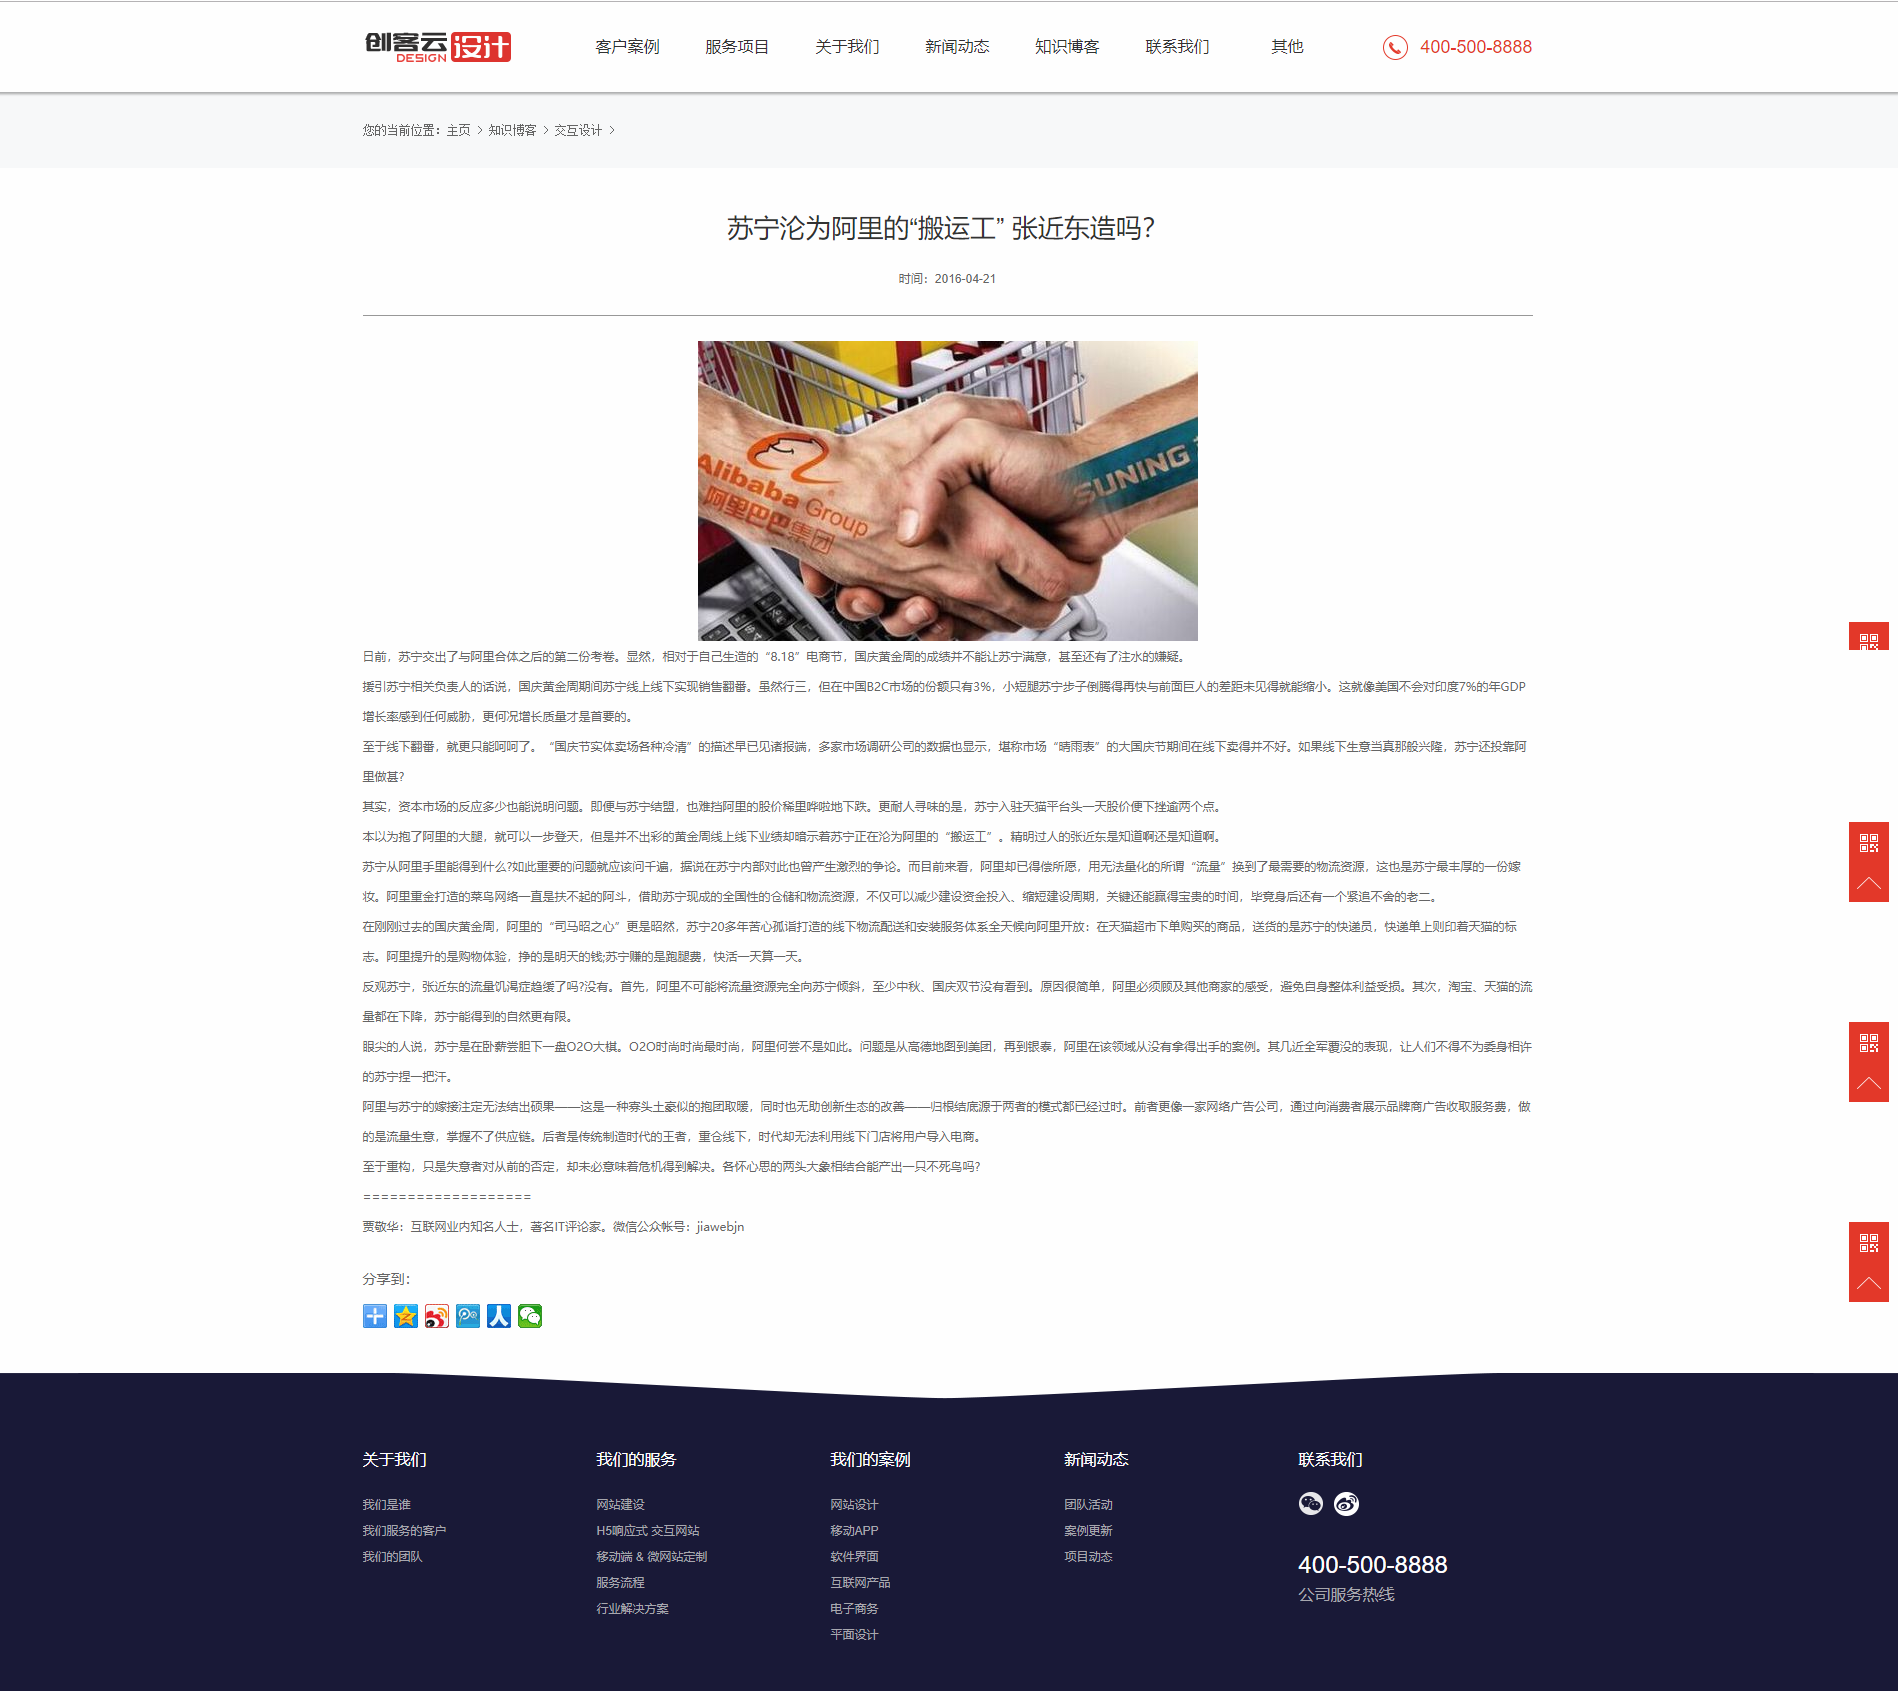 创客云 设计
DESIGN
客户案例 服务项目 关于我们 新闻动态 知识博客 联系我们 其他 400-500-8888
您的当前位置：主页 > 知识博客 > 交互设计 >
苏宁沦为阿里的“搬运工” 张近东造吗？
时间：2016-04-21
Alibaba Group
阿里巴巴集团
SUNING
日前，苏宁交出了与阿里合体之后的第二份考卷。显然，相对于自己生造的“8.18”电商节，国庆黄金周的成绩并不能让苏宁满意，甚至还有了注水的嫌疑。
援引苏宁相关负责人的话说，国庆黄金周期间苏宁线上线下实现销售翻番。虽然行三，但在中国B2C市场的份额只有3%，小短腿苏宁步子倒腾得再快与前面巨人的差距未见得就能缩小。这就像美国不会对印度7%的年GDP
增长率感到任何威胁，更何况增长质量才是首要的。
至于线下翻番，就更只能呵呵了。“国庆节实体卖场各种冷清”的描述早已见诸报端，多家市场调研公司的数据也显示，堪称市场“晴雨表”的大国庆节期间在线下卖得并不好。如果线下生意当真那般兴隆，苏宁还投靠阿
里做甚?
其实，资本市场的反应多少也能说明问题。即便与苏宁结盟，也难挡阿里的股价稀里哗啦地下跌。更耐人寻味的是，苏宁入驻天猫平台头一天股价便下挫逾两个点。
本以为抱了阿里的大腿，就可以一步登天，但是并不出彩的黄金周线上线下业绩却暗示着苏宁正在沦为阿里的“搬运工”。精明过人的张近东是知道啊还是知道啊。
苏宁从阿里手里能得到什么?如此重要的问题就应该问千遍，据说在苏宁内部对此也曾产生激烈的争论。而目前来看，阿里却已得偿所愿，用无法量化的所谓“流量”换到了最需要的物流资源，这也是苏宁最丰厚的一份嫁
妆。阿里重金打造的菜鸟网络一直是扶不起的阿斗，借助苏宁现成的全国性的仓储和物流资源，不仅可以减少建设资金投入、缩短建设周期，关键还能赢得宝贵的时间，毕竟身后还有一个紧追不舍的老二。
在刚刚过去的国庆黄金周，阿里的“司马昭之心”更是昭然，苏宁20多年苦心孤诣打造的线下物流配送和安装服务体系全天候向阿里开放：在天猫超市下单购买的商品，送货的是苏宁的快递员，快递单上则印着天猫的标
志。阿里提升的是购物体验，挣的是明天的钱;苏宁赚的是跑腿费，快活一天算一天。
反观苏宁，张近东的流量饥渴症趋缓了吗?没有。首先，阿里不可能将流量资源完全向苏宁倾斜，至少中秋、国庆双节没有看到。原因很简单，阿里必须顾及其他商家的感受，避免自身整体利益受损。其次，淘宝、天猫的流
量都在下降，苏宁能得到的自然更有限。
眼尖的人说，苏宁是在卧薪尝胆下一盘O2O大棋。O2O时尚时尚最时尚，阿里何尝不是如此。问题是从高德地图到美团，再到银泰，阿里在该领域从没有拿得出手的案例。其几近全军覆没的表现，让人们不得不为委身相许
的苏宁捏一把汗。
阿里与苏宁的嫁接注定无法结出硕果——这是一种寡头土豪似的抱团取暖，同时也无助创新生态的改善——归根结底源于两者的模式都已经过时。前者更像一家网络广告公司，通过向消费者展示品牌商广告收取服务费，做
的是流量生意，掌握不了供应链。后者是传统制造时代的王者，重仓线下，时代却无法利用线下门店将用户导入电商。
至于重构，只是失意者对从前的否定，却未必意味着危机得到解决。各怀心思的两头大象相结合能产出一只不死鸟吗?
===================
贾敬华：互联网业内知名人士，著名IT评论家。微信公众帐号：jiawebjn
分享到：
关于我们 我们的服务 我们的案例 新闻动态 联系我们
我们是谁 网站建设 网站设计 团队活动
我们服务的客户 H5响应式 交互网站 移动APP 案例更新
我们的团队 移动端 & 微网站定制 软件界面 项目动态
服务流程 互联网产品
行业解决方案 电子商务
平面设计
400-500-8888
公司服务热线